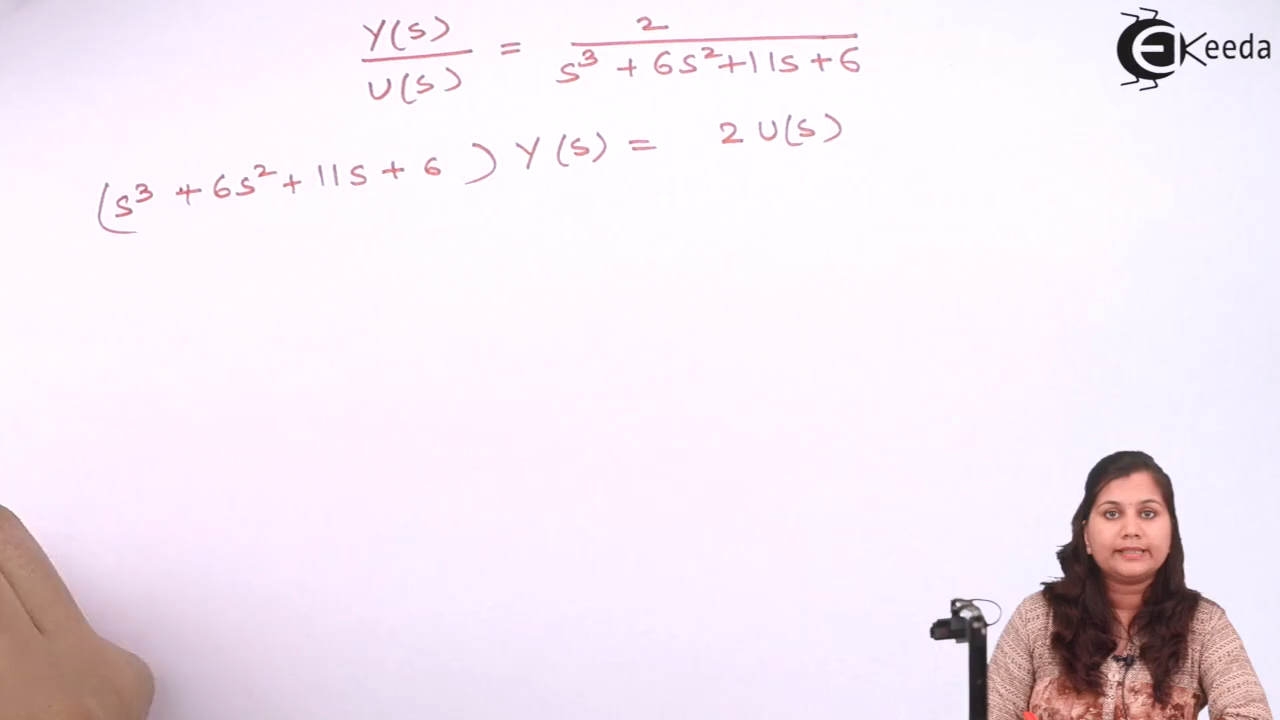 Y(s)/U(s) = 2/(s³ + 6s² + 11s + 6)
(s³ + 6s² + 11s + 6) Y(s) = 2 U(s)
EKeeda